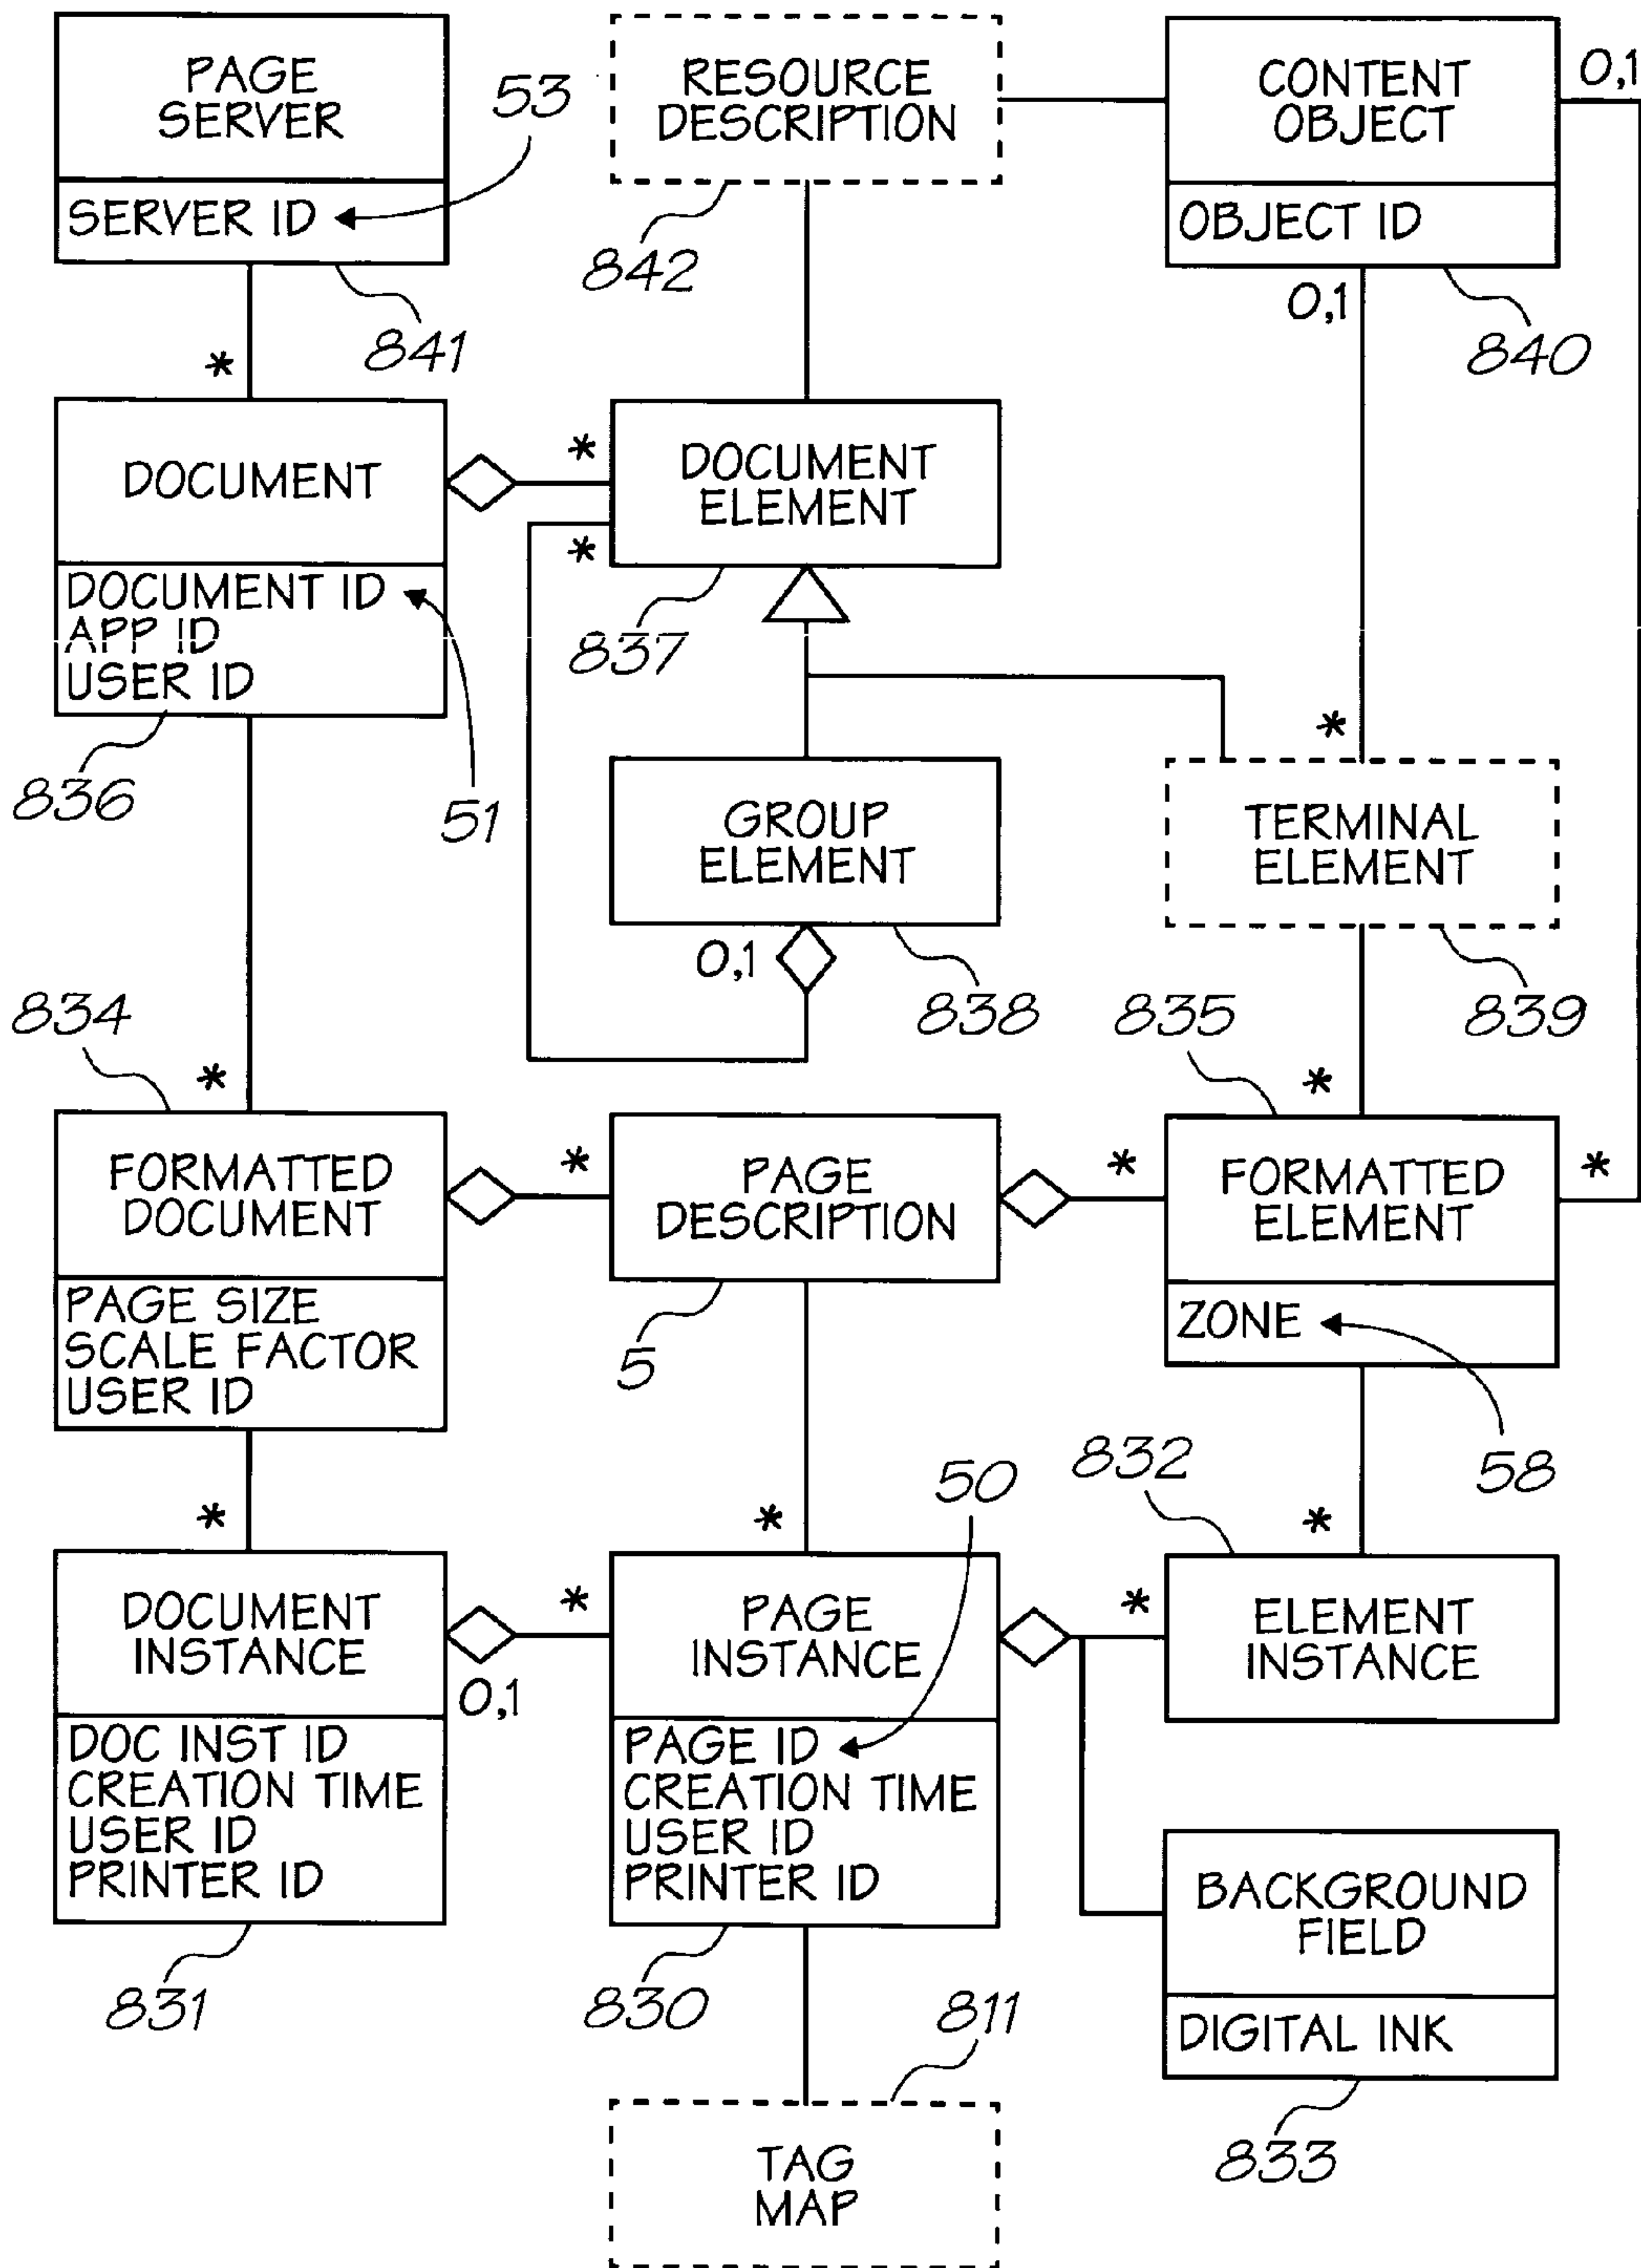 PAGE
SERVER
SERVER ID
53
841
RESOURCE
DESCRIPTION
842
CONTENT
OBJECT
OBJECT ID
0,1
0,1
840
*
DOCUMENT
DOCUMENT ID
APP ID
USER ID
836
51
*
*
DOCUMENT
ELEMENT
837
GROUP
ELEMENT
0,1
838
*
TERMINAL
ELEMENT
839
834
*
FORMATTED
DOCUMENT
PAGE SIZE
SCALE FACTOR
USER ID
*
PAGE
DESCRIPTION
5
835
*
*
*
FORMATTED
ELEMENT
ZONE
58
*
DOCUMENT
INSTANCE
0,1
DOC INST ID
CREATION TIME
USER ID
PRINTER ID
831
*
*
50
PAGE
INSTANCE
PAGE ID
CREATION TIME
USER ID
PRINTER ID
830
832
*
*
ELEMENT
INSTANCE
BACKGROUND
FIELD
DIGITAL INK
833
811
TAG
MAP